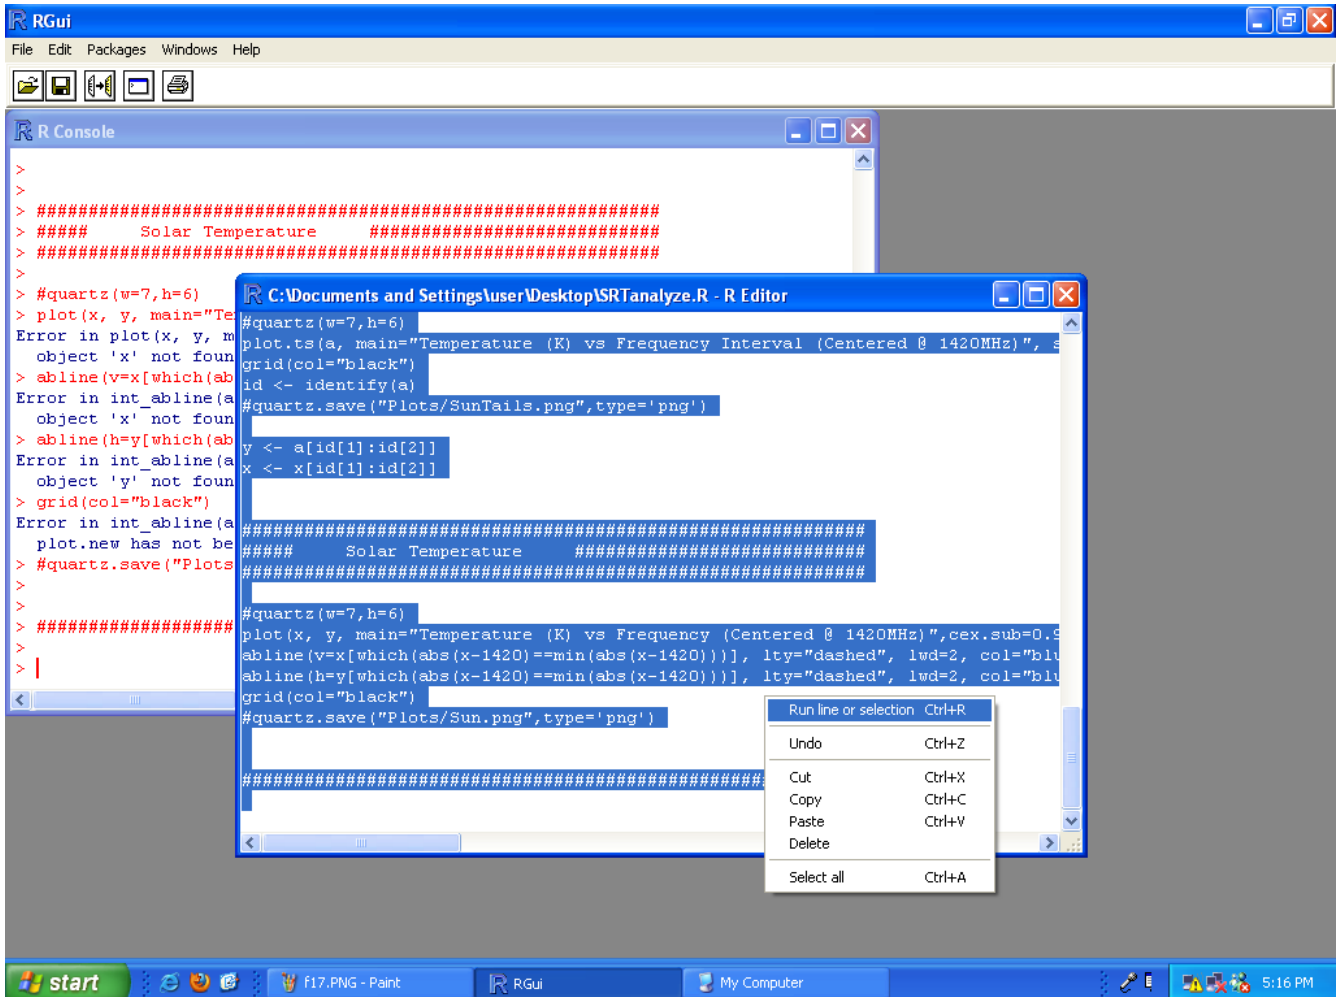 RGui
File Edit Packages Windows Help
R Console
>
>
> ############################################################
> #####     Solar Temperature     ############################
> ############################################################
>
> #quartz(w=7,h=6)
> plot(x, y, main="Te
Error in plot(x, y, m
  object 'x' not foun
> abline(v=x[which(ab
Error in int_abline(a
  object 'x' not foun
> abline(h=y[which(ab
Error in int_abline(a
  object 'y' not foun
> grid(col="black")
Error in int_abline(a
  plot.new has not be
> #quartz.save("Plots
>
>
> ###################
>
>
C:\Documents and Settings\user\Desktop\SRTanalyze.R - R Editor
#quartz(w=7,h=6)
plot.ts(a, main="Temperature (K) vs Frequency Interval (Centered @ 1420MHz)", s
grid(col="black")
id <- identify(a)
#quartz.save("Plots/SunTails.png",type='png')
y <- a[id[1]:id[2]]
x <- x[id[1]:id[2]]
############################################################
#####     Solar Temperature     ############################
############################################################
#quartz(w=7,h=6)
plot(x, y, main="Temperature (K) vs Frequency (Centered @ 1420MHz)",cex.sub=0.9
abline(v=x[which(abs(x-1420)==min(abs(x-1420)))], lty="dashed", lwd=2, col="blu
abline(h=y[which(abs(x-1420)==min(abs(x-1420)))], lty="dashed", lwd=2, col="blu
grid(col="black")
#quartz.save("Plots/Sun.png",type='png')
###################################################
Run line or selection Ctrl+R
Undo Ctrl+Z
Cut Ctrl+X
Copy Ctrl+C
Paste Ctrl+V
Delete
Select all Ctrl+A
start
f17.PNG - Paint
RGui
My Computer
5:16 PM